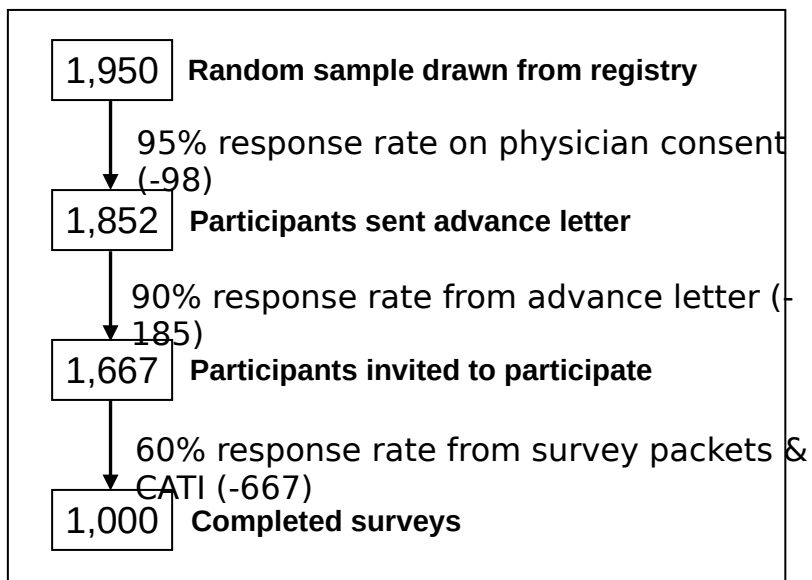 1,950 Random sample drawn from registry
95% response rate on physician consent
(-98)
1,852 Participants sent advance letter
90% response rate from advance letter (-
185)
1,667 Participants invited to participate
60% response rate from survey packets &
CATI (-667)
1,000 Completed surveys